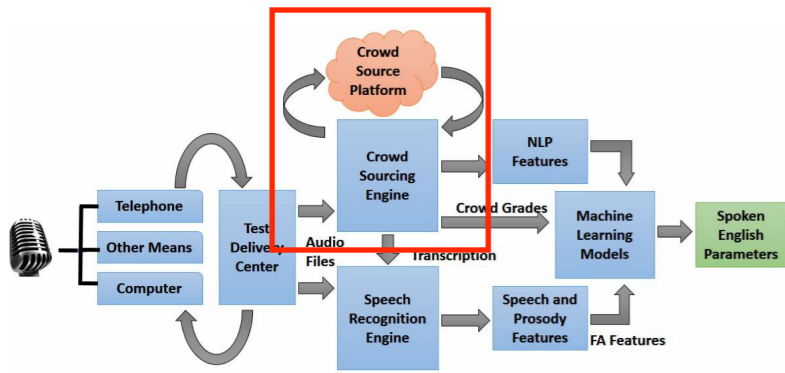 Crowd
Source
Platform
Crowd
Sourcing
Engine
NLP
Features
Telephone
Other Means
Computer
Test
Delivery
Center
Audio
Files
Crowd Grades
Transcription
Machine
Learning
Models
Spoken
English
Parameters
Speech
Recognition
Engine
Speech and
Prosody
Features
FA Features